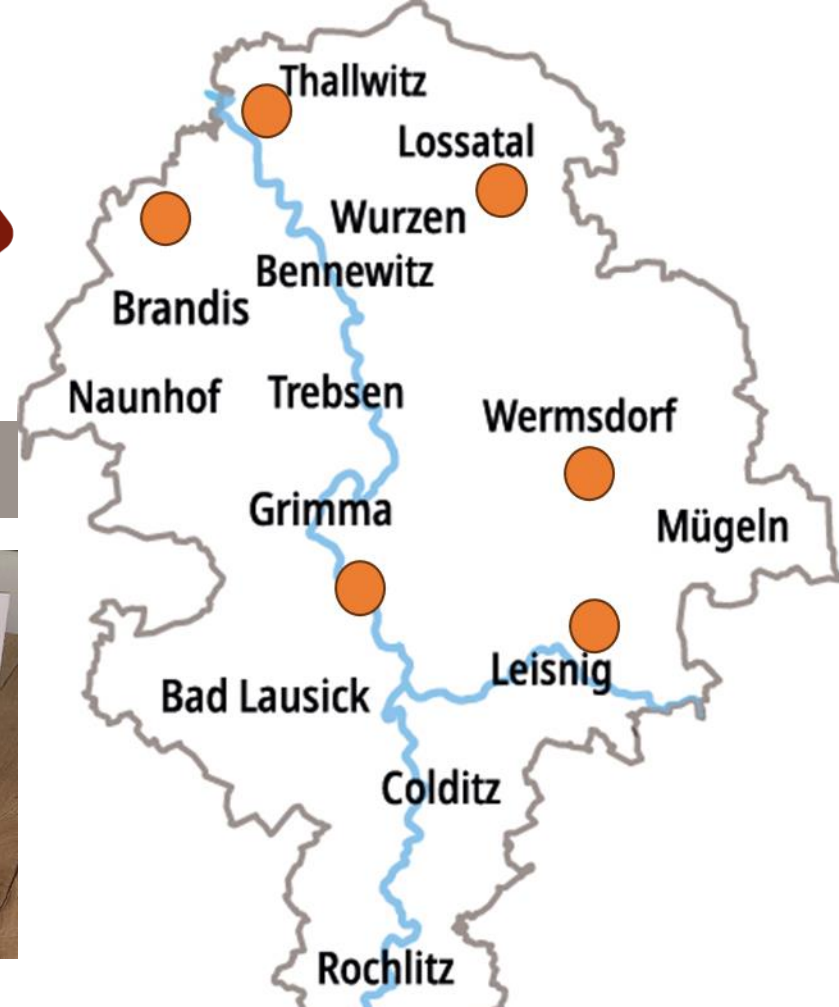 Thallwitz
Lossatal
Wurzen
Bennewitz
Brandis
Naunhof
Trebsen
Wermsdorf
Grimma
Mügeln
Leisnig
Bad Lausick
Colditz
Rochlitz